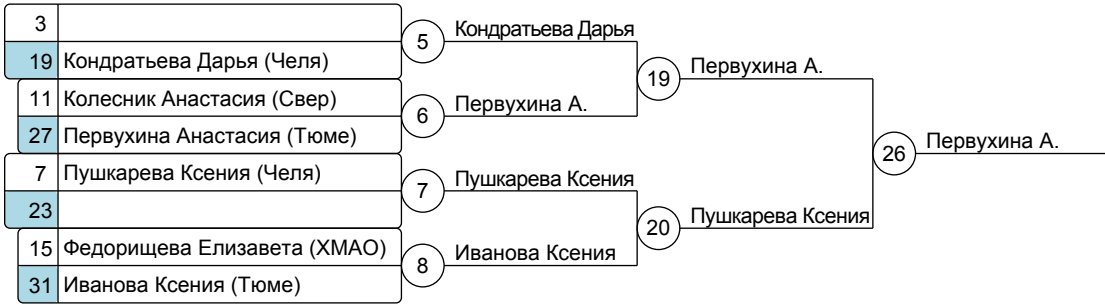 3
19 Кондратьева Дарья (Челя)
11 Колесник Анастасия (Свер)
27 Первухина Анастасия (Тюме)
7 Пушкарева Ксения (Челя)
23
15 Федорищева Елизавета (ХМАО)
31 Иванова Ксения (Тюме)
5 Кондратьева Дарья
6 Первухина А.
7 Пушкарева Ксения
8 Иванова Ксения
19 Первухина А.
20 Пушкарева Ксения
26 Первухина А.